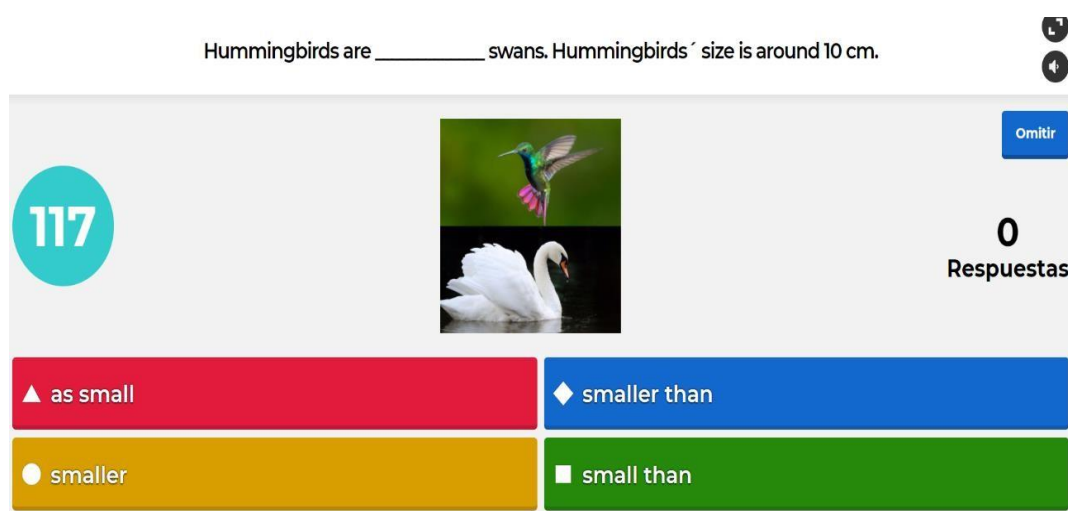 Hummingbirds are ___________ swans. Hummingbirds´ size is around 10 cm.
Omitir
117
0
Respuestas
as small
smaller than
smaller
small than